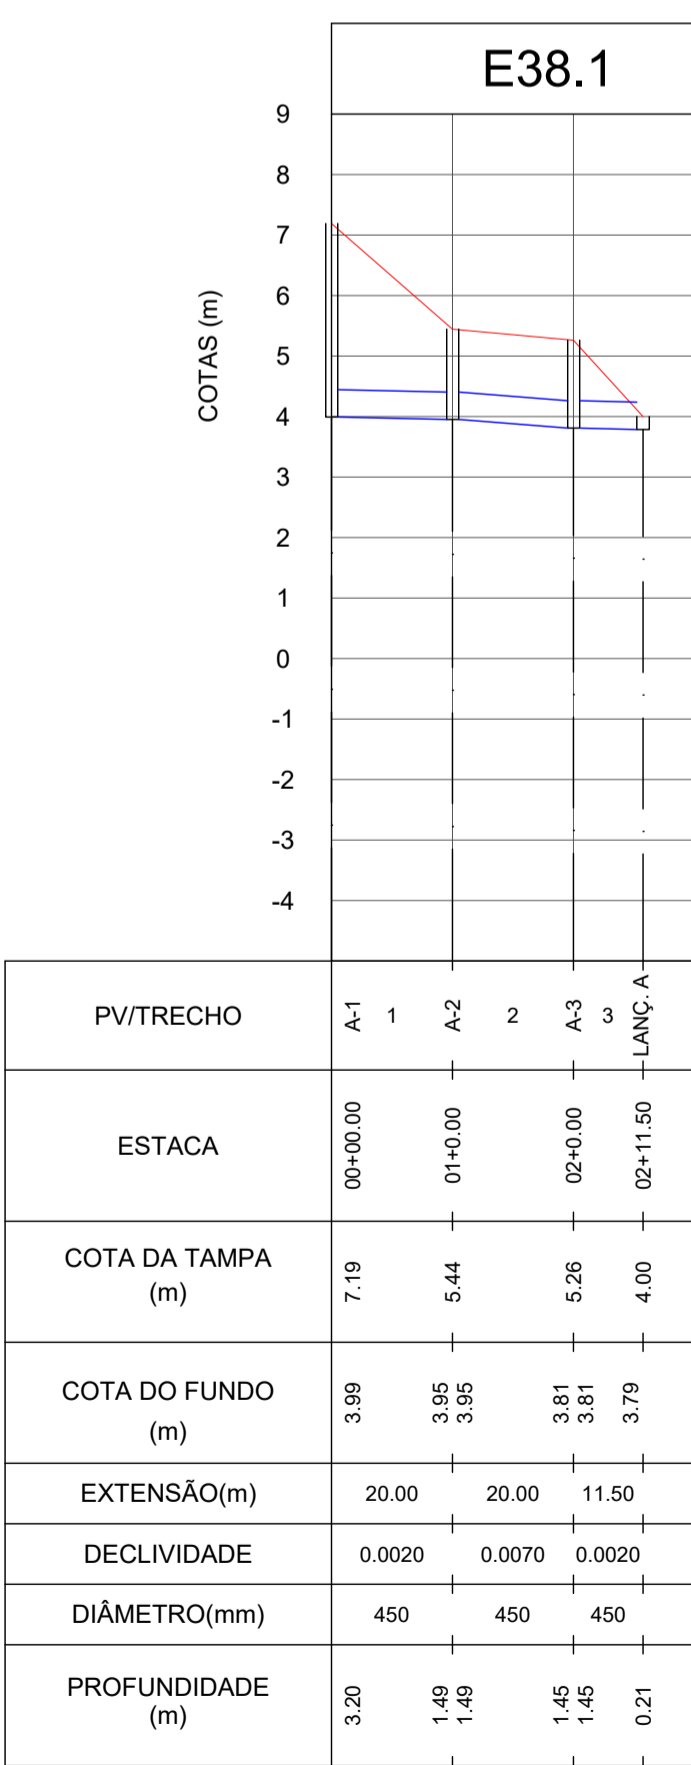 E38.1
9
8
7
6
5
4
3
2
1
0
-1
-2
-3
-4
COTAS (m)
PV/TRECHO
A-1 1 A-2 2 A-3 3 LANÇ. A
ESTACA
00+00.00 01+0.00 02+0.00 02+11.50
COTA DA TAMPA
(m)
7.19 5.44 5.26 4.00
COTA DO FUNDO
(m)
3.99 3.95 3.95 3.81 3.81 3.79
EXTENSÃO(m) 20.00 20.00 11.50
DECLIVIDADE 0.0020 0.0070 0.0020
DIÂMETRO(mm) 450 450 450
PROFUNDIDADE
(m)
3.20 1.49 1.49 1.45 1.45 0.21